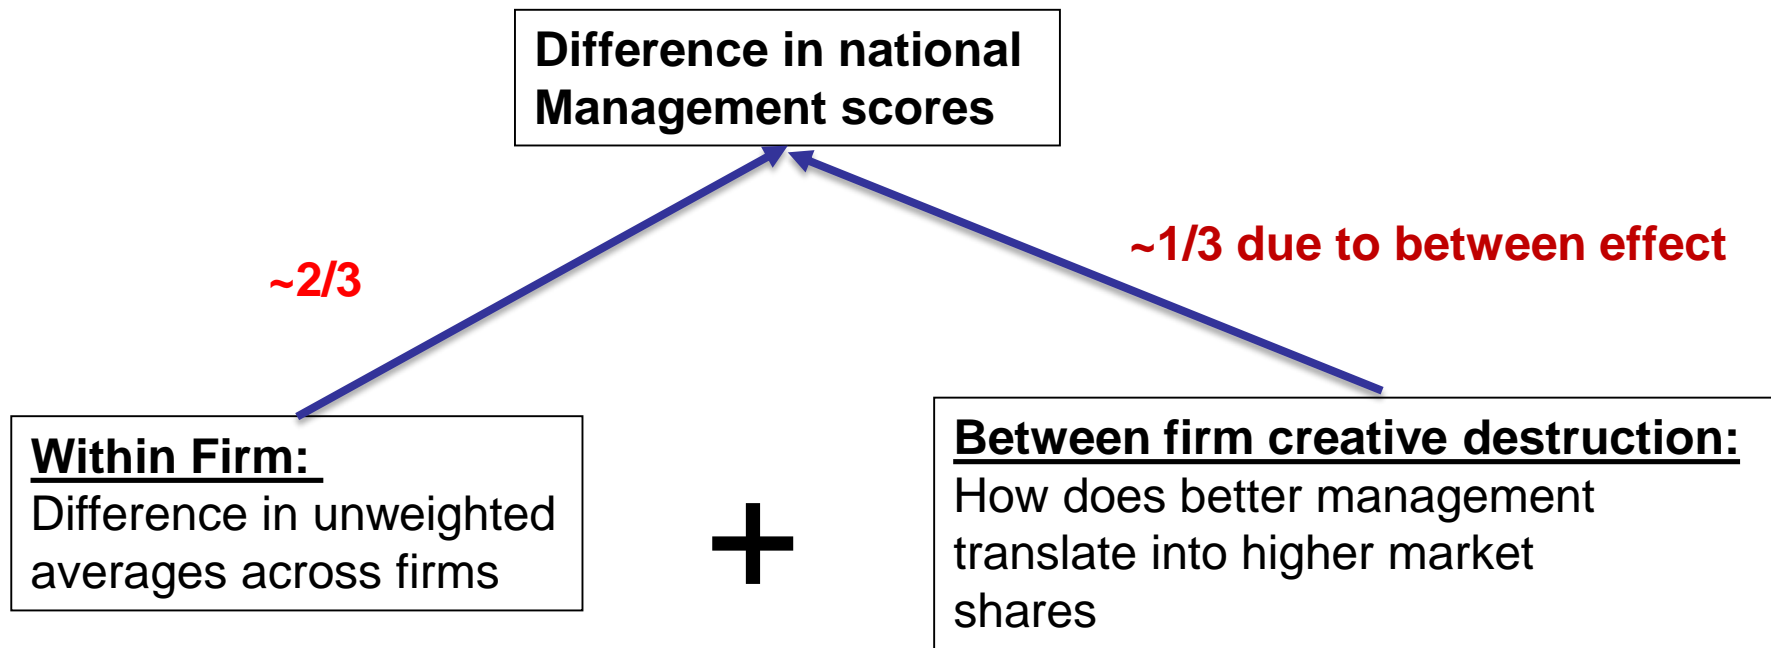 Difference in national
Management scores
~2/3
~1/3 due to between effect
Within Firm:
Difference in unweighted
averages across firms
+
Between firm creative destruction:
How does better management
translate into higher market
shares